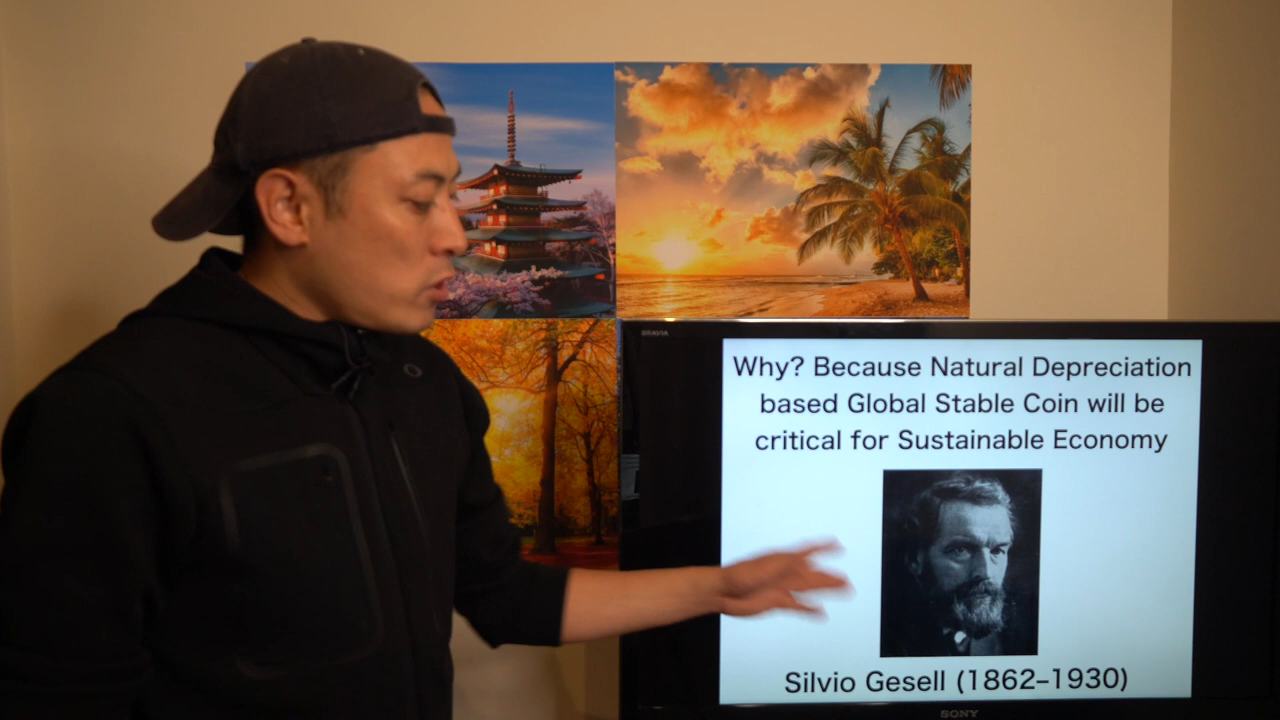 BRAVIA
Why? Because Natural Depreciation
based Global Stable Coin will be
critical for Sustainable Economy
Silvio Gesell (1862–1930)
SONY